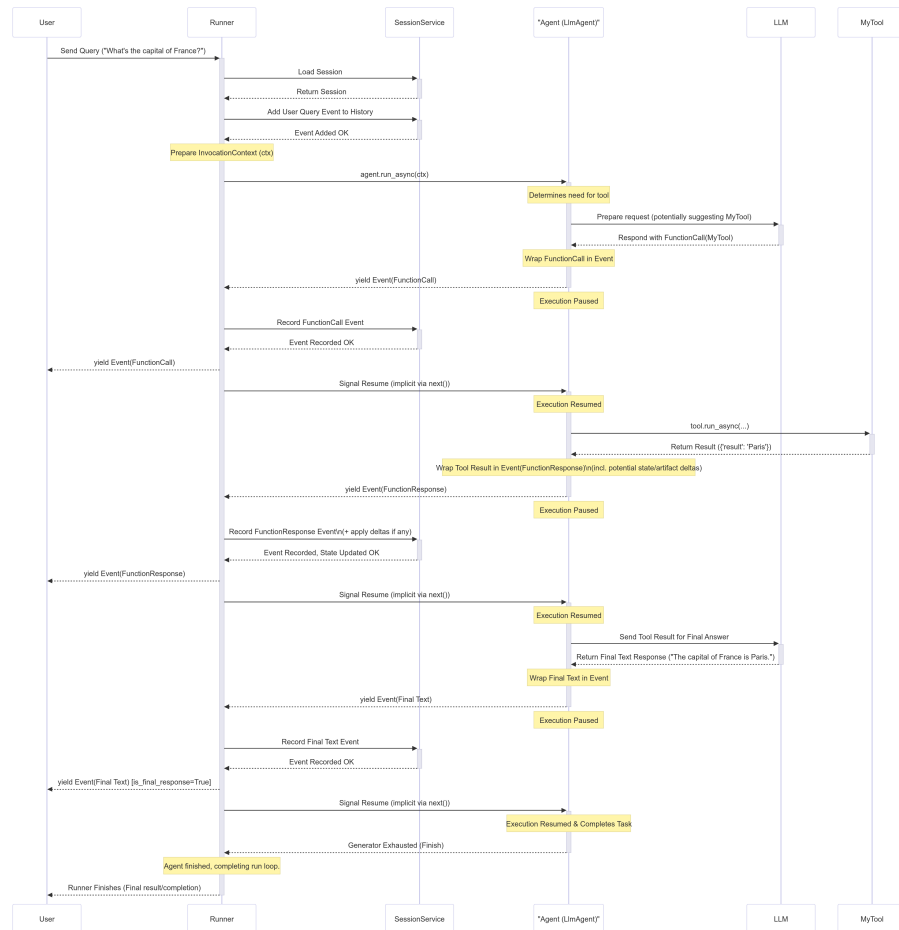 User
Runner
SessionService
"Agent (LlmAgent)"
LLM
MyTool
Send Query ("What's the capital of France?")
Load Session
Return Session
Add User Query Event to History
Event Added OK
Prepare InvocationContext (ctx)
agent.run_async(ctx)
Determines need for tool
Prepare request (potentially suggesting MyTool)
Respond with FunctionCall(MyTool)
Wrap FunctionCall in Event
yield Event(FunctionCall)
Execution Paused
Record FunctionCall Event
Event Recorded OK
yield Event(FunctionCall)
Signal Resume (implicit via next())
Execution Resumed
tool.run_async(...)
Return Result ({'result': 'Paris'})
Wrap Tool Result in Event(FunctionResponse)\n(incl. potential state/artifact deltas)
yield Event(FunctionResponse)
Execution Paused
Record FunctionResponse Event\n(+ apply deltas if any)
Event Recorded, State Updated OK
yield Event(FunctionResponse)
Signal Resume (implicit via next())
Execution Resumed
Send Tool Result for Final Answer
Return Final Text Response ("The capital of France is Paris.")
Wrap Final Text in Event
yield Event(Final Text)
Execution Paused
Record Final Text Event
Event Recorded OK
yield Event(Final Text) [is_final_response=True]
Signal Resume (implicit via next())
Execution Resumed & Completes Task
Generator Exhausted (Finish)
Agent finished, completing run loop.
Runner Finishes (Final result/completion)
User
Runner
SessionService
"Agent (LlmAgent)"
LLM
MyTool